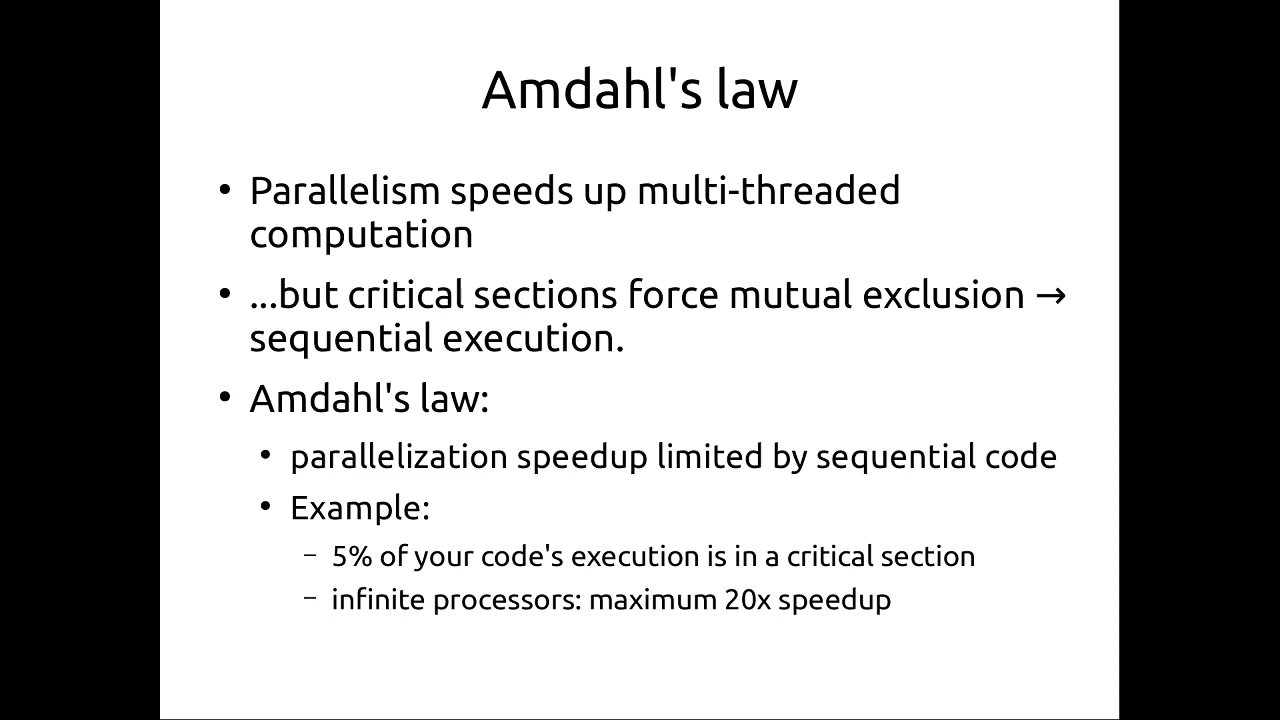 Amdahl's law
• Parallelism speeds up multi-threaded
computation
• ...but critical sections force mutual exclusion →
sequential execution.
• Amdahl's law:
• parallelization speedup limited by sequential code
• Example:
– 5% of your code's execution is in a critical section
– infinite processors: maximum 20x speedup